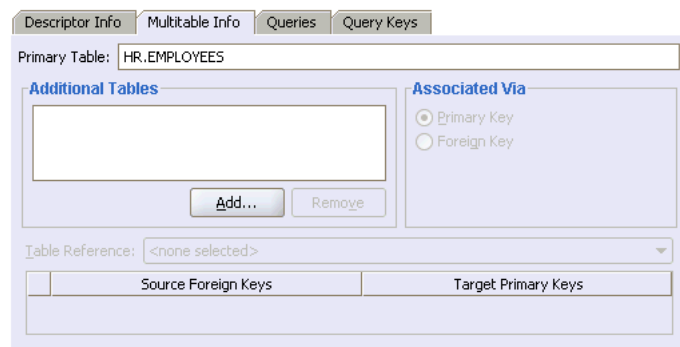 Descriptor Info Multitable Info Queries Query Keys
Primary Table: HR.EMPLOYEES
Additional Tables Associated Via
Primary Key
Foreign Key
Add... Remove
Table Reference: <none selected>
Source Foreign Keys Target Primary Keys